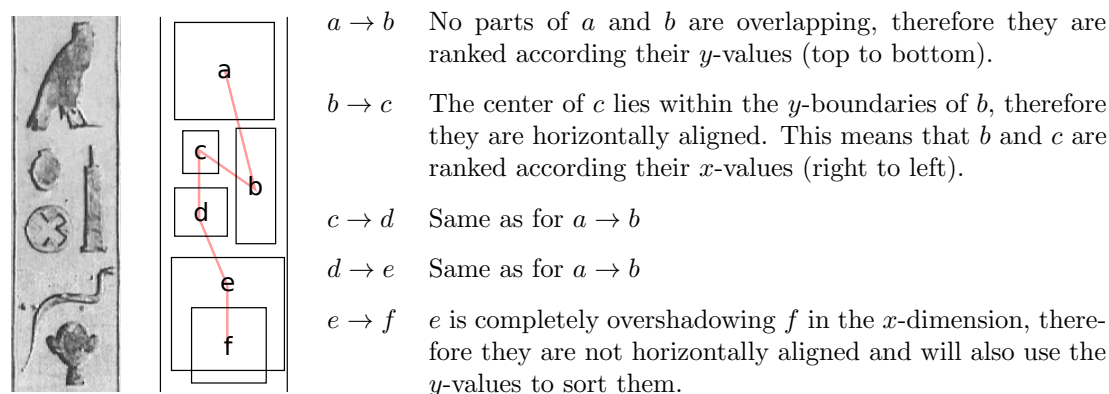 a
c
b
d
e
f
a → b No parts of a and b are overlapping, therefore they are
ranked according their y-values (top to bottom).
b → c The center of c lies within the y-boundaries of b, therefore
they are horizontally aligned. This means that b and c are
ranked according their x-values (right to left).
c → d Same as for a → b
d → e Same as for a → b
e → f e is completely overshadowing f in the x-dimension, there-
fore they are not horizontally aligned and will also use the
y-values to sort them.